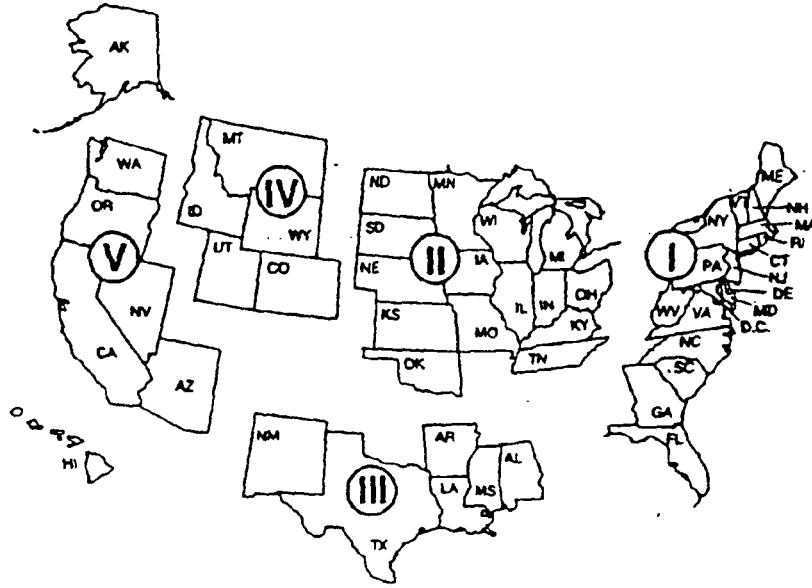 AK
WA
OR
V
NV
CA
AZ
HI
MT
IV
ID
WY
UT
CO
ND
MN
SD
WI
NE
II
IA
MI
KS
MO
IL
IN
OH
KY
OK
TN
NM
III
TX
AR
LA
MS
AL
ME
VT
NH
NY
MA
RI
I
CT
PA
NJ
DE
WV
VA
MD
D.C.
NC
SC
GA
FL